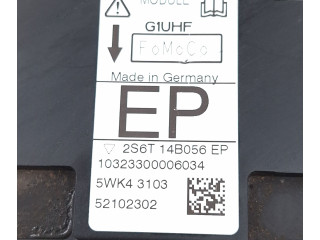 MODULE
G1UHF
FoMoCo
Made in Germany
EP
2S6T 14B056 EP
10323300006034
5WK4 3103
52102302